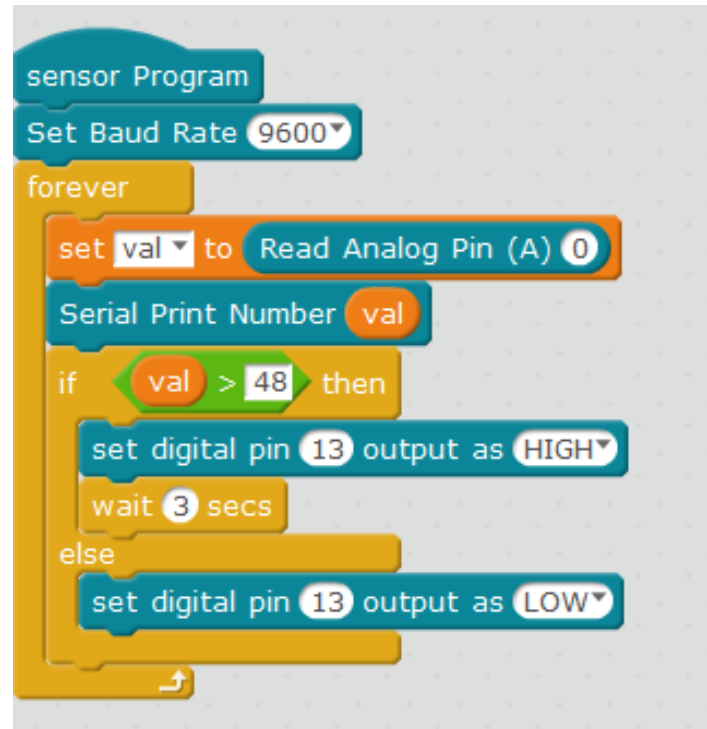 sensor Program
Set Baud Rate 9600
forever
set val to Read Analog Pin (A) 0
Serial Print Number val
if val > 48 then
set digital pin 13 output as HIGH
wait 3 secs
else
set digital pin 13 output as LOW